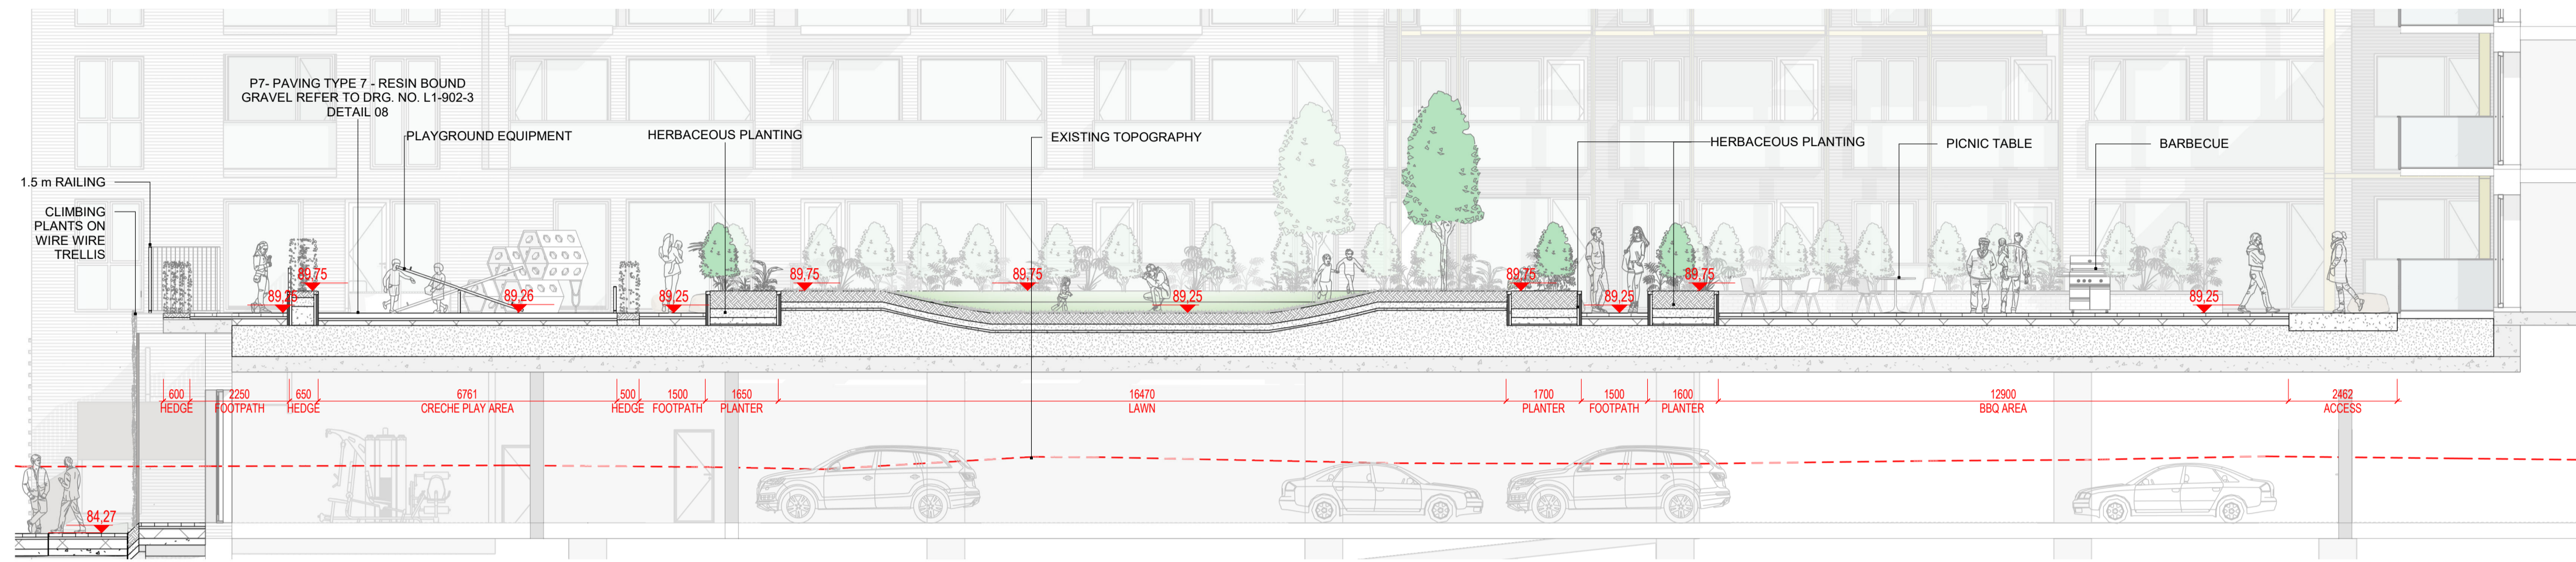 P7- PAVING TYPE 7 - RESIN BOUND
GRAVEL REFER TO DRG. NO. L1-902-3
DETAIL 08
PLAYGROUND EQUIPMENT
HERBACEOUS PLANTING
EXISTING TOPOGRAPHY
HERBACEOUS PLANTING
PICNIC TABLE
BARBECUE
1.5 m RAILING
CLIMBING
PLANTS ON
WIRE WIRE
TRELLIS
89,75
89,75
89,75
89,75
89,75
89,25
89,26
89,25
89,25
89,25
89,25
600
2250
650
6761
500
1500
1650
16470
1700
1500
1600
12900
2462
HEDGE
FOOTPATH
HEDGE
CRECHE PLAY AREA
HEDGE
FOOTPATH
PLANTER
LAWN
PLANTER
FOOTPATH
PLANTER
BBQ AREA
ACCESS
84,27